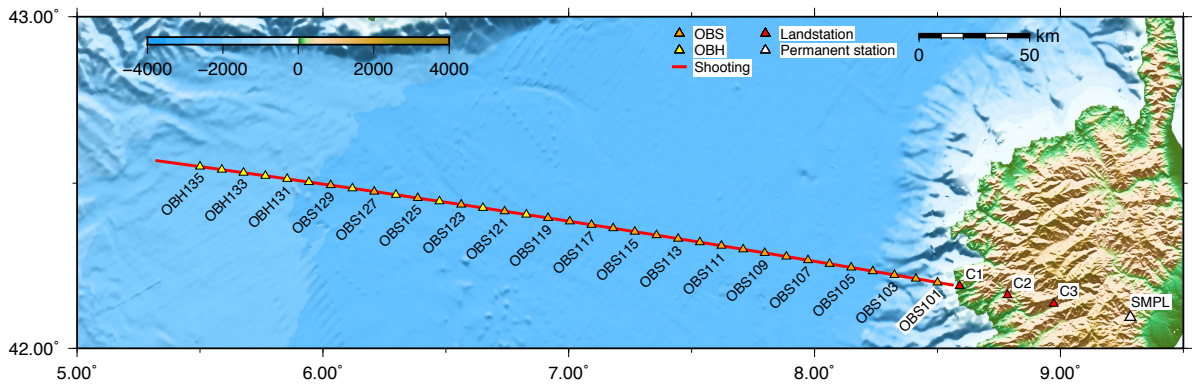 43.00°
−4000 −2000 0 2000 4000
OBS
OBH
Shooting
Landstation
Permanent station
km
0 50
OBH135
OBH133
OBH131
OBS129
OBS127
OBS125
OBS123
OBS121
OBS119
OBS117
OBS115
OBS113
OBS111
OBS109
OBS107
OBS105
OBS103
OBS101
C1
C2
C3
SMPL
42.00°
5.00° 6.00° 7.00° 8.00° 9.00°